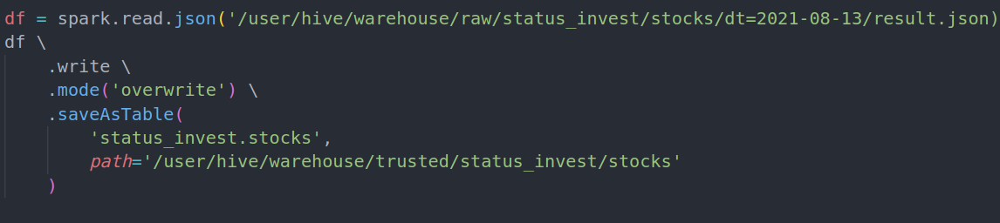 df = spark.read.json('/user/hive/warehouse/raw/status_invest/stocks/dt=2021-08-13/result.json)
df \
    .write \
    .mode('overwrite') \
    .saveAsTable(
        'status_invest.stocks',
        path='/user/hive/warehouse/trusted/status_invest/stocks'
    )